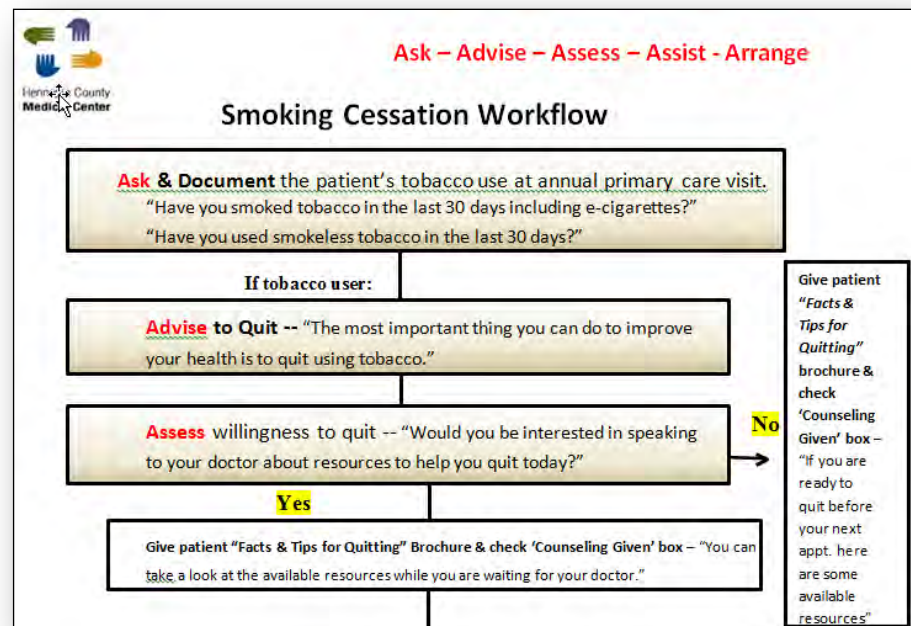 Ask – Advise – Assess – Assist - Arrange
County
Medical Center
Smoking Cessation Workflow
Ask & Document the patient’s tobacco use at annual primary care visit.
“Have you smoked tobacco in the last 30 days including e-cigarettes?”
“Have you used smokeless tobacco in the last 30 days?”
If tobacco user:
Advise to Quit -- “The most important thing you can do to improve
your health is to quit using tobacco.”
Assess willingness to quit -- “Would you be interested in speaking
to your doctor about resources to help you quit today?”
No
Give patient
“Facts &
Tips for
Quitting”
brochure &
check
‘Counseling
Given’ box –
“If you are
ready to
quit before
your next
appt. here
are some
available
resources”
Yes
Give patient “Facts & Tips for Quitting” Brochure & check ‘Counseling Given’ box – “You can
take a look at the available resources while you are waiting for your doctor.”